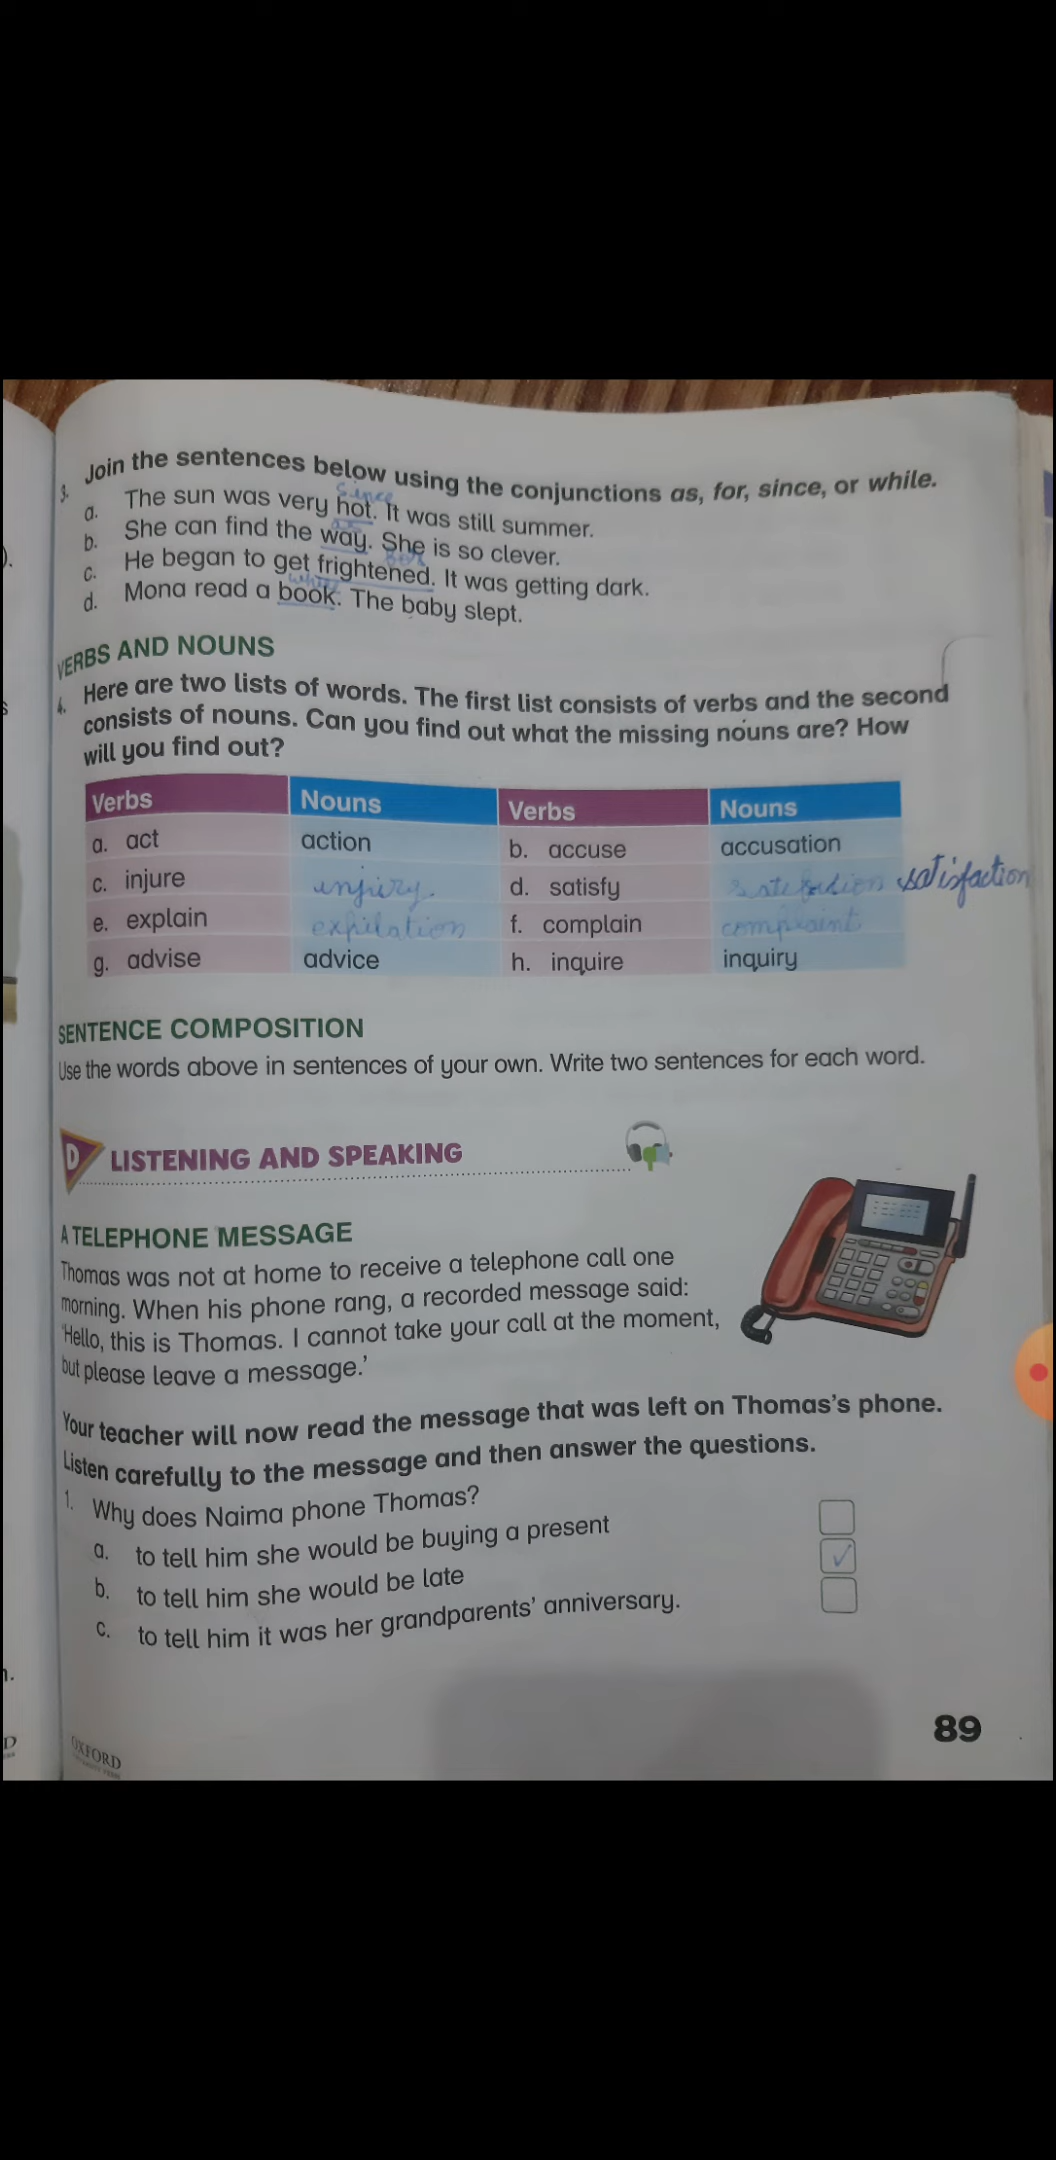 3. Join the sentences below using the conjunctions as, for, since, or while.
since
a. The sun was very hot. It was still summer.
as
b. She can find the way. She is so clever.
for
c. He began to get frightened. It was getting dark.
while
d. Mona read a book. The baby slept.
VERBS AND NOUNS
4. Here are two lists of words. The first list consists of verbs and the second
consists of nouns. Can you find out what the missing nouns are? How
will you find out?
Verbs Nouns Verbs Nouns
a. act action b. accuse accusation
c. injure injury. d. satisfy satisfaction
e. explain expilation f. complain complaint
g. advise advice h. inquire inquiry
SENTENCE COMPOSITION
Use the words above in sentences of your own. Write two sentences for each word.
D LISTENING AND SPEAKING
A TELEPHONE MESSAGE
Thomas was not at home to receive a telephone call one
morning. When his phone rang, a recorded message said:
'Hello, this is Thomas. I cannot take your call at the moment,
but please leave a message.'
Your teacher will now read the message that was left on Thomas's phone.
Listen carefully to the message and then answer the questions.
1. Why does Naima phone Thomas?
a. to tell him she would be buying a present
b. to tell him she would be late
c. to tell him it was her grandparents' anniversary.
89
OXFORD